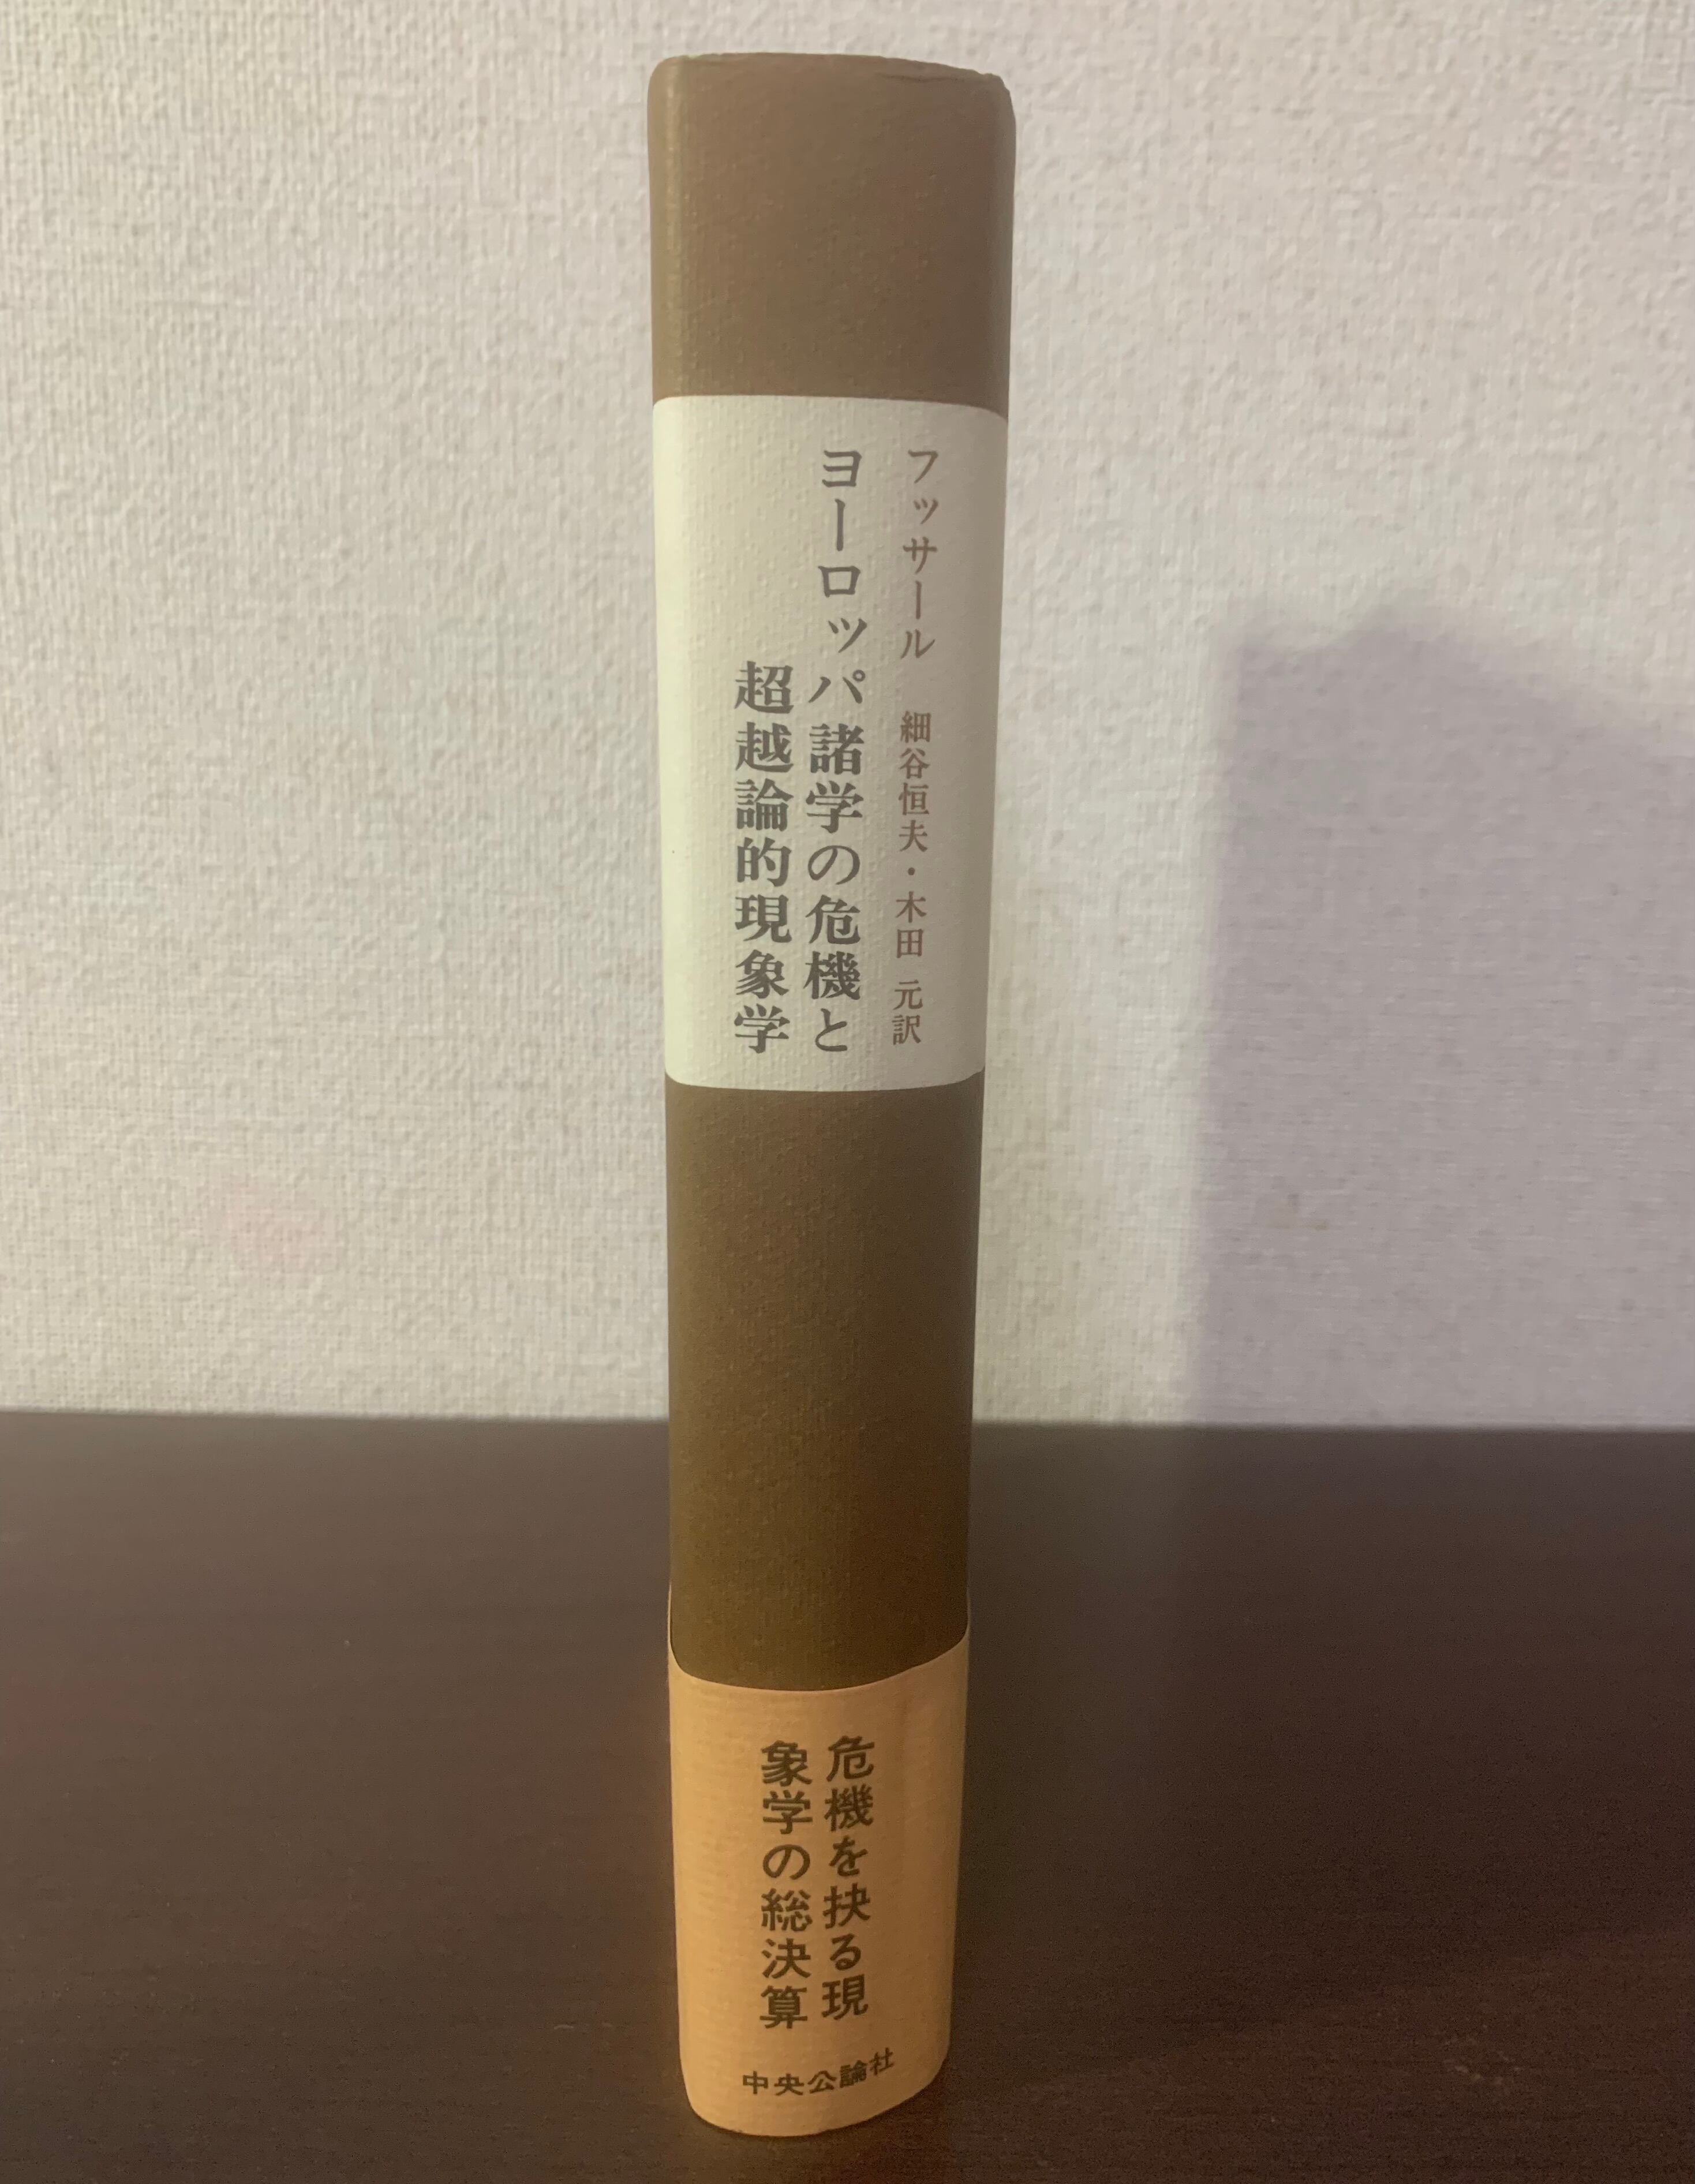 フッサール 細谷恒夫・木田 元訳
ヨーロッパ諸学の危機と
超越論的現象学
危機を抉る現
象学の総決算
中央公論社